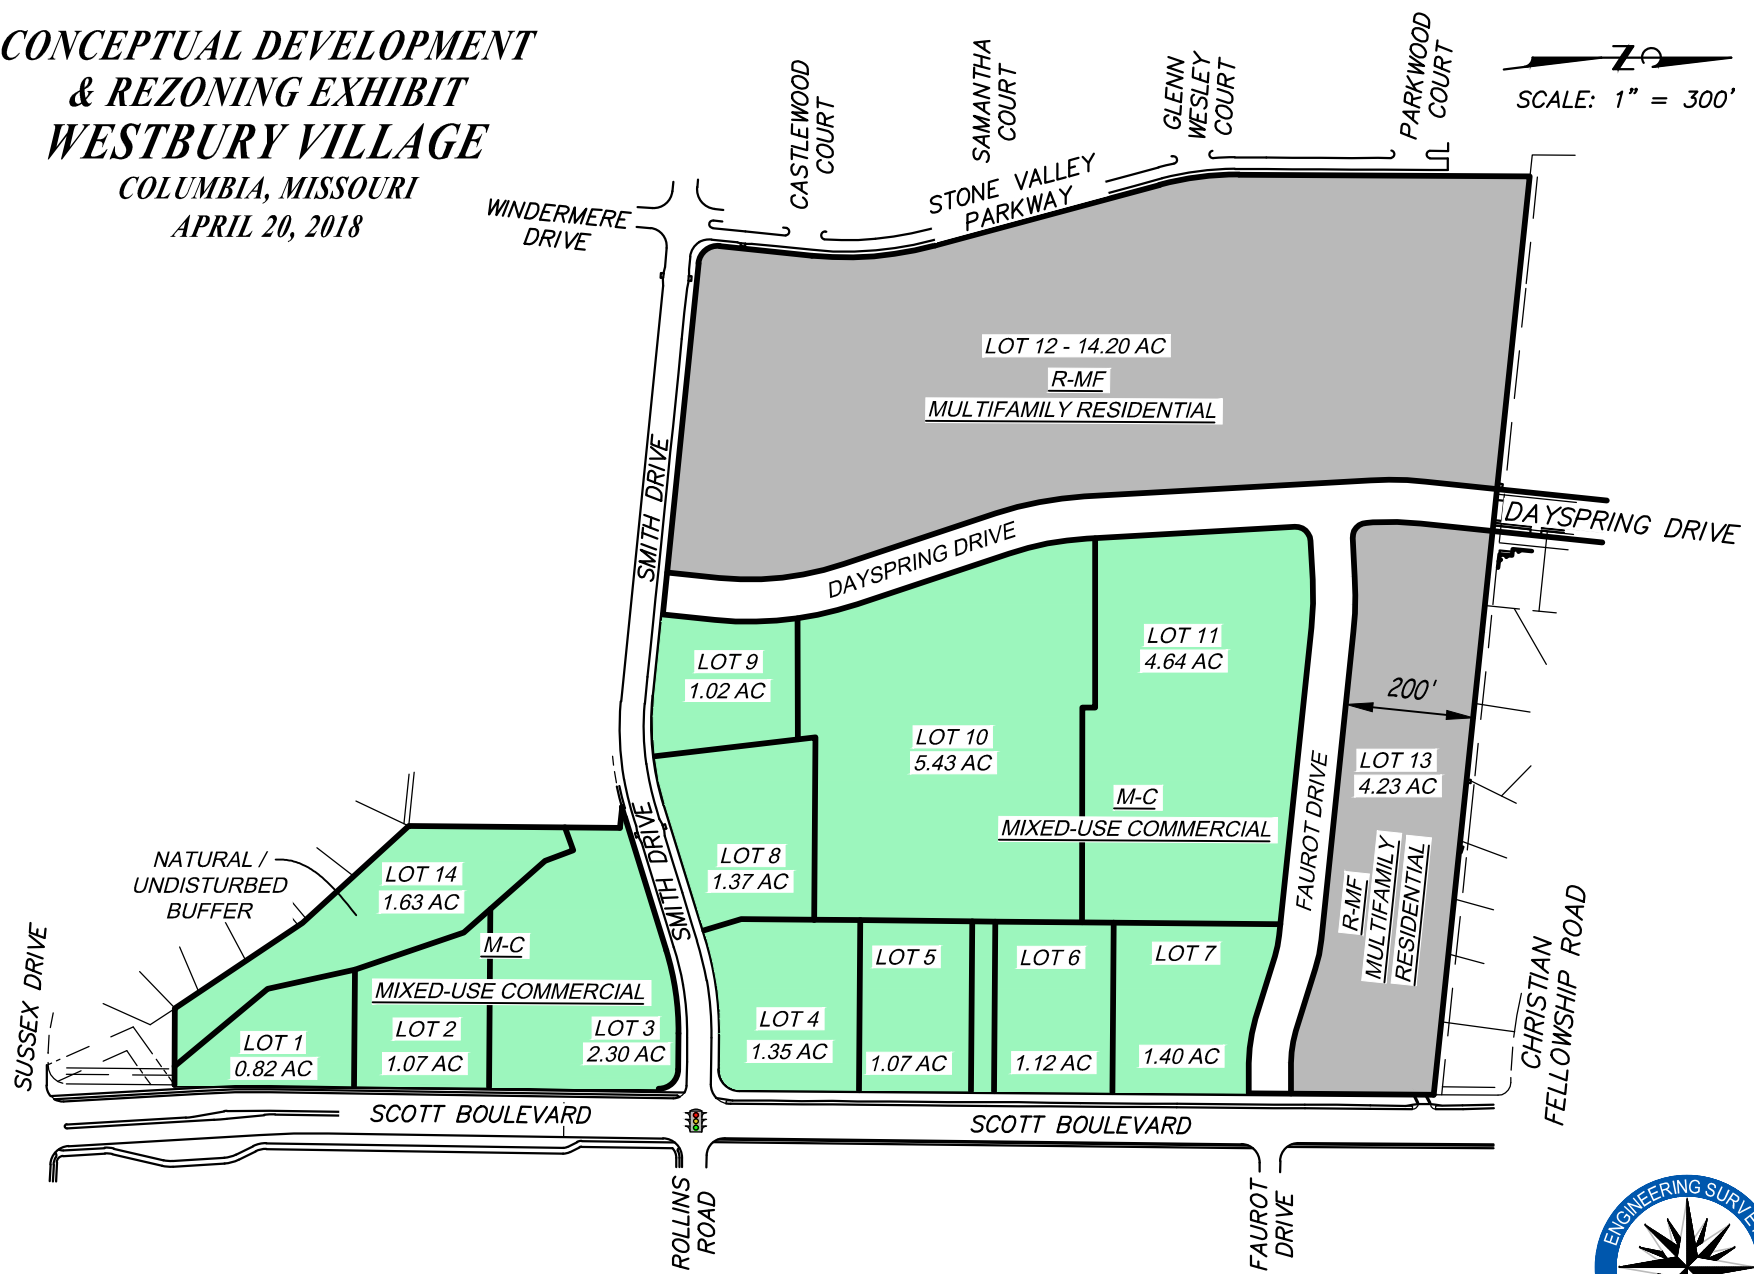 CONCEPTUAL DEVELOPMENT
& REZONING EXHIBIT
WESTBURY VILLAGE
COLUMBIA, MISSOURI
APRIL 20, 2018
N
SCALE: 1" = 300'
CASTLEWOOD
COURT
SAMANTHA
COURT
GLENN
WESLEY
COURT
PARKWOOD
COURT
WINDERMERE
DRIVE
STONE VALLEY
PARKWAY
LOT 12 - 14.20 AC
R-MF
MULTIFAMILY RESIDENTIAL
SMITH DRIVE
DAYSPRING DRIVE
DAYSPRING DRIVE
LOT 9
1.02 AC
LOT 10
5.43 AC
LOT 11
4.64 AC
M-C
MIXED-USE COMMERCIAL
FAUROT DRIVE
200'
LOT 13
4.23 AC
R-MF
MULTIFAMILY
RESIDENTIAL
LOT 8
1.37 AC
SMITH DRIVE
NATURAL /
UNDISTURBED
BUFFER
LOT 14
1.63 AC
M-C
MIXED-USE COMMERCIAL
LOT 1
0.82 AC
LOT 2
1.07 AC
LOT 3
2.30 AC
LOT 4
1.35 AC
LOT 5
1.07 AC
LOT 6
1.12 AC
LOT 7
1.40 AC
SUSSEX DRIVE
CHRISTIAN
FELLOWSHIP ROAD
SCOTT BOULEVARD
SCOTT BOULEVARD
ROLLINS
ROAD
FAUROT
DRIVE
ENGINEERING